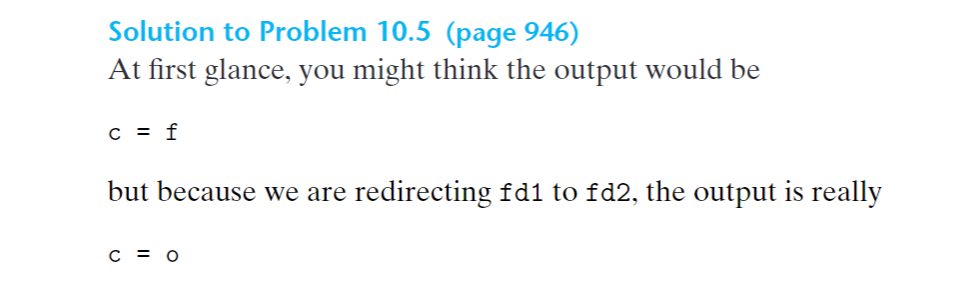 Solution to Problem 10.5 (page 946)
At first glance, you might think the output would be
c = f
but because we are redirecting fd1 to fd2, the output is really
c = o